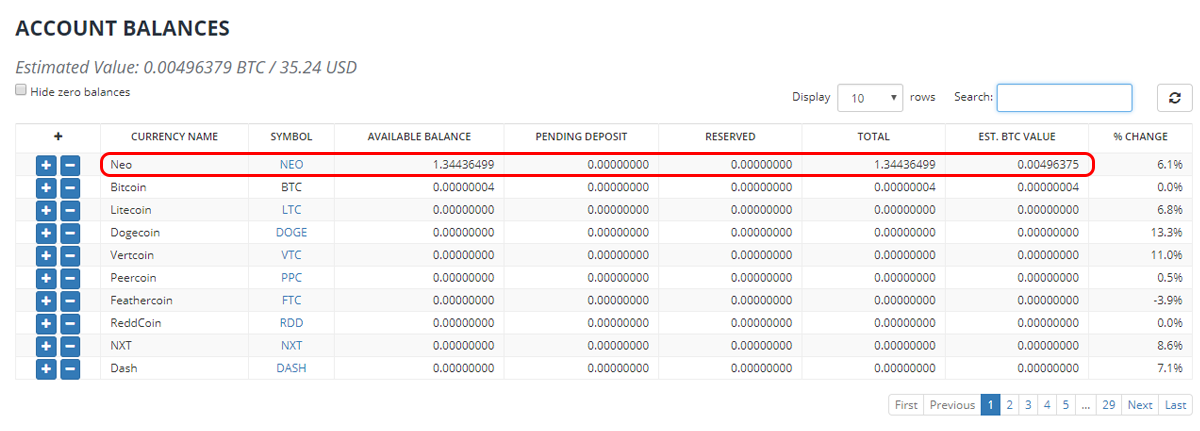 ACCOUNT BALANCES
Estimated Value: 0.00496379 BTC / 35.24 USD
Hide zero balances
Display 10 rows Search:
+ CURRENCY NAME SYMBOL AVAILABLE BALANCE PENDING DEPOSIT RESERVED TOTAL EST. BTC VALUE % CHANGE
+ − Neo NEO 1.34436499 0.00000000 0.00000000 1.34436499 0.00496375 6.1%
+ − Bitcoin BTC 0.00000004 0.00000000 0.00000000 0.00000004 0.00000004 0.0%
+ − Litecoin LTC 0.00000000 0.00000000 0.00000000 0.00000000 0.00000000 6.8%
+ − Dogecoin DOGE 0.00000000 0.00000000 0.00000000 0.00000000 0.00000000 13.3%
+ − Vertcoin VTC 0.00000000 0.00000000 0.00000000 0.00000000 0.00000000 11.0%
+ − Peercoin PPC 0.00000000 0.00000000 0.00000000 0.00000000 0.00000000 0.5%
+ − Feathercoin FTC 0.00000000 0.00000000 0.00000000 0.00000000 0.00000000 -3.9%
+ − ReddCoin RDD 0.00000000 0.00000000 0.00000000 0.00000000 0.00000000 0.0%
+ − NXT NXT 0.00000000 0.00000000 0.00000000 0.00000000 0.00000000 8.6%
+ − Dash DASH 0.00000000 0.00000000 0.00000000 0.00000000 0.00000000 7.1%
First Previous 1 2 3 4 5 ... 29 Next Last